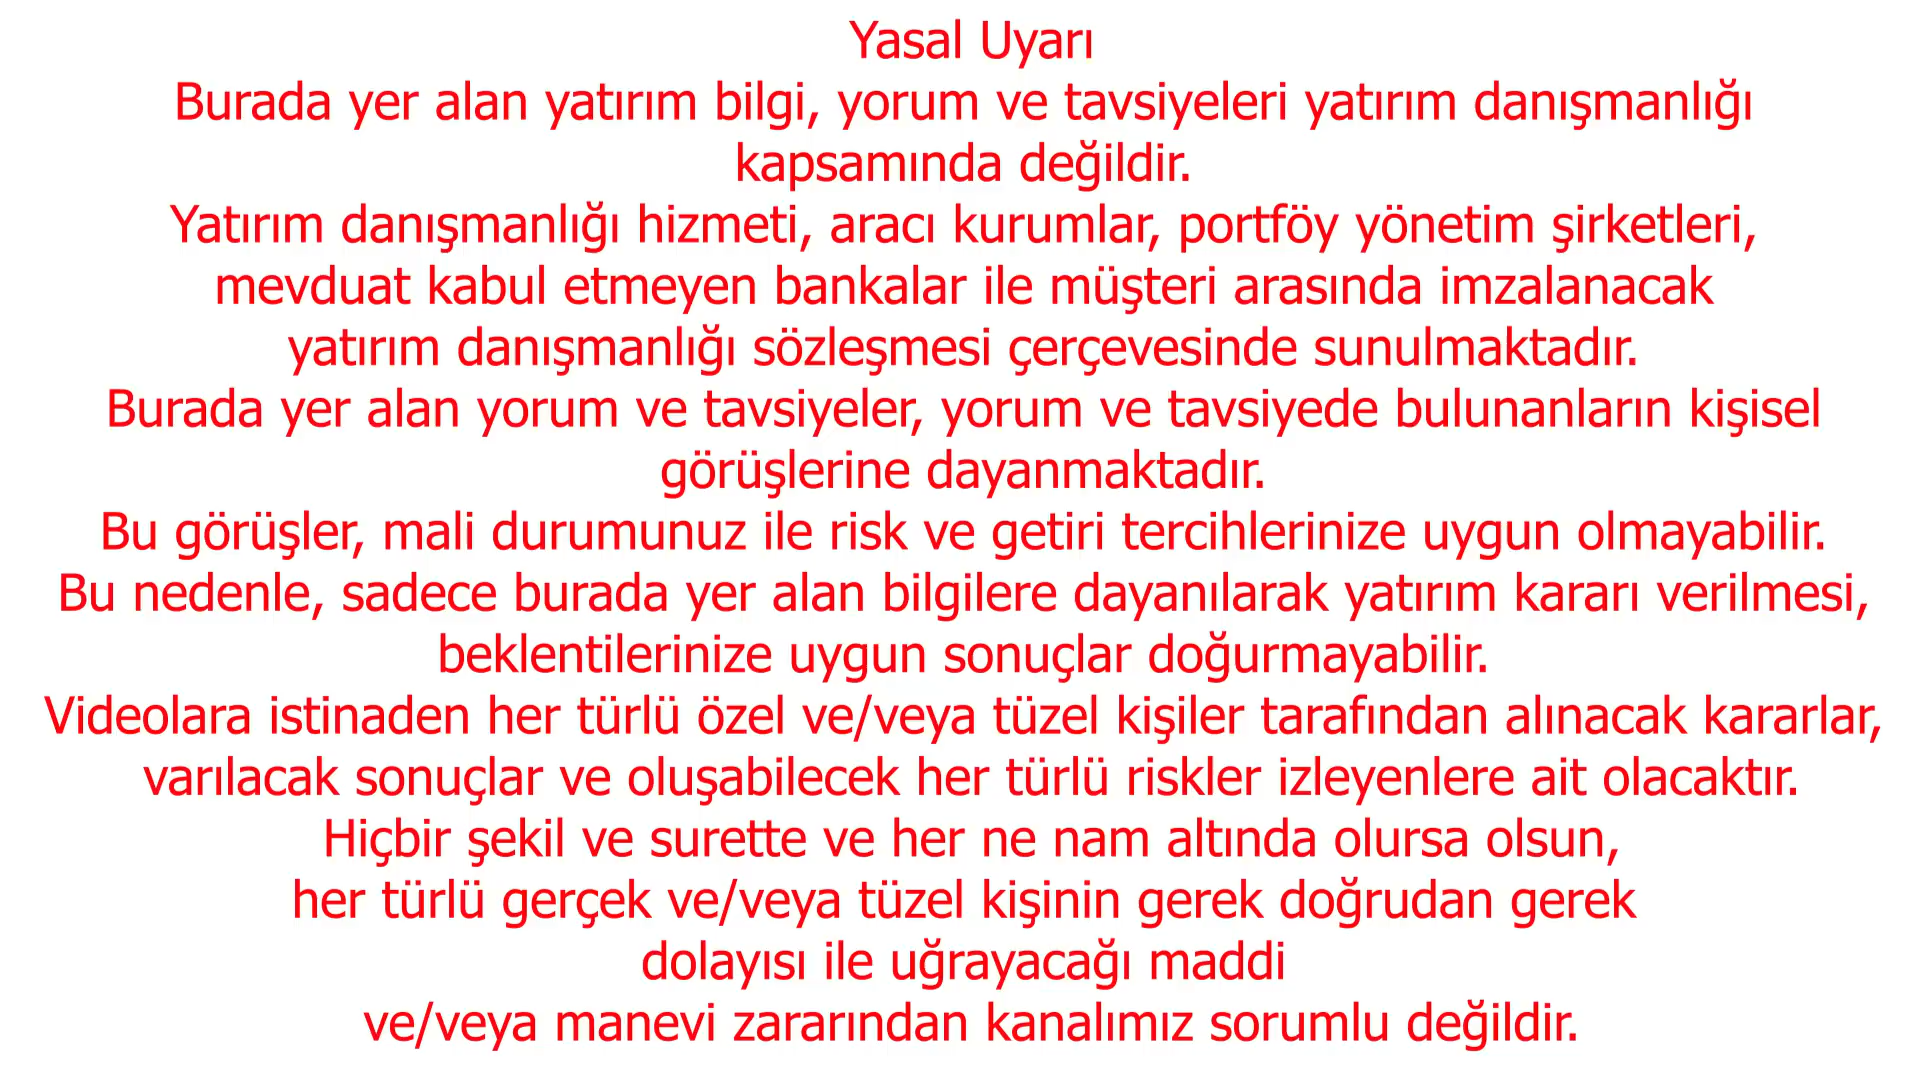 Yasal Uyarı
Burada yer alan yatırım bilgi, yorum ve tavsiyeleri yatırım danışmanlığı
kapsamında değildir.
Yatırım danışmanlığı hizmeti, aracı kurumlar, portföy yönetim şirketleri,
mevduat kabul etmeyen bankalar ile müşteri arasında imzalanacak
yatırım danışmanlığı sözleşmesi çerçevesinde sunulmaktadır.
Burada yer alan yorum ve tavsiyeler, yorum ve tavsiyede bulunanların kişisel
görüşlerine dayanmaktadır.
Bu görüşler, mali durumunuz ile risk ve getiri tercihlerinize uygun olmayabilir.
Bu nedenle, sadece burada yer alan bilgilere dayanılarak yatırım kararı verilmesi,
beklentilerinize uygun sonuçlar doğurmayabilir.
Videolara istinaden her türlü özel ve/veya tüzel kişiler tarafından alınacak kararlar,
varılacak sonuçlar ve oluşabilecek her türlü riskler izleyenlere ait olacaktır.
Hiçbir şekil ve surette ve her ne nam altında olursa olsun,
her türlü gerçek ve/veya tüzel kişinin gerek doğrudan gerek
dolayısı ile uğrayacağı maddi
ve/veya manevi zararından kanalımız sorumlu değildir.